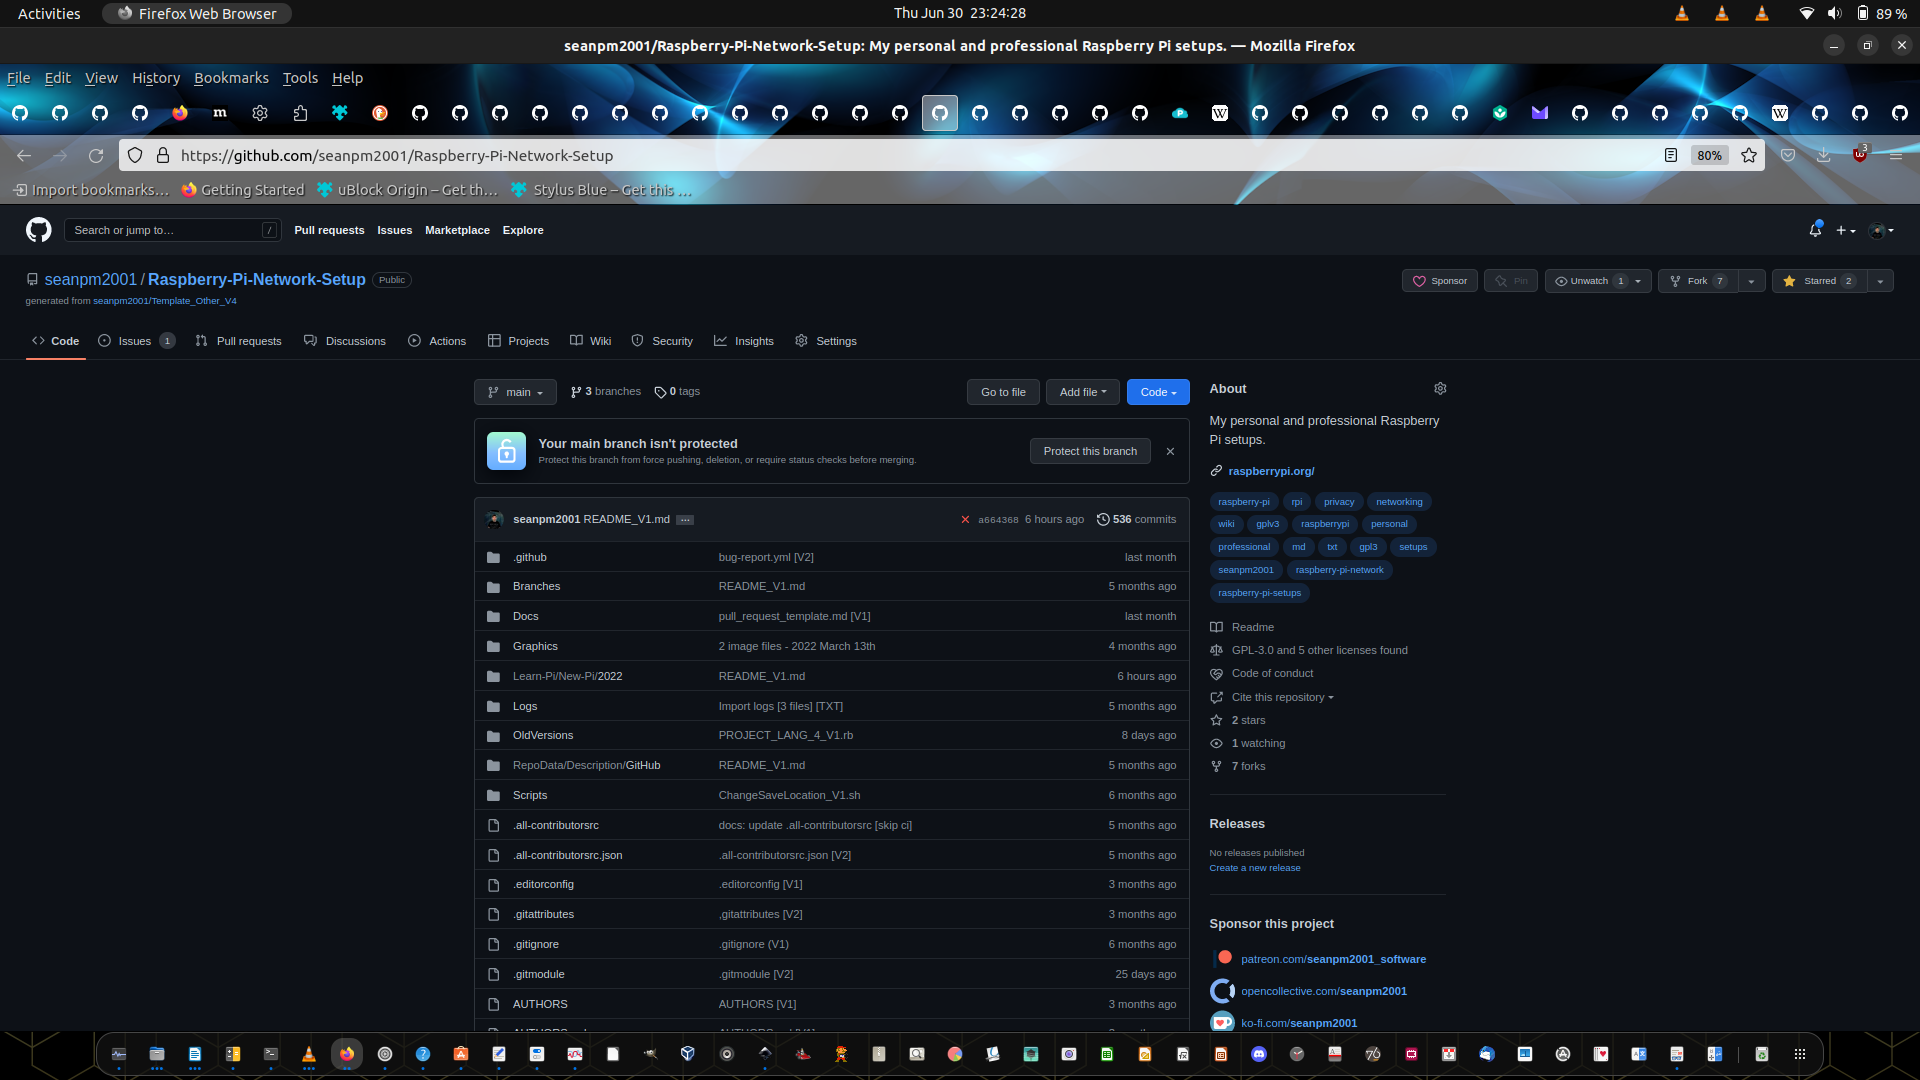 Activities
Firefox Web Browser
Thu Jun 30 23:24:28
89 %
seanpm2001/Raspberry-Pi-Network-Setup: My personal and professional Raspberry Pi setups. — Mozilla Firefox
File Edit View History Bookmarks Tools Help
https://github.com/seanpm2001/Raspberry-Pi-Network-Setup
80%
3
Import bookmarks… Getting Started uBlock Origin – Get th… Stylus Blue – Get this …
Search or jump to… /
Pull requests Issues Marketplace Explore
seanpm2001 / Raspberry-Pi-Network-Setup Public
Sponsor Pin Unwatch 1 Fork 7 Starred 2
generated from seanpm2001/Template_Other_V4
Code Issues 1 Pull requests Discussions Actions Projects Wiki Security Insights Settings
main 3 branches 0 tags
Go to file Add file Code
Your main branch isn't protected
Protect this branch from force pushing, deletion, or require status checks before merging.
Protect this branch
seanpm2001 README_V1.md … a664368 6 hours ago 536 commits
.github bug-report.yml [V2] last month
Branches README_V1.md 5 months ago
Docs pull_request_template.md [V1] last month
Graphics 2 image files - 2022 March 13th 4 months ago
Learn-Pi/New-Pi/2022 README_V1.md 6 hours ago
Logs Import logs [3 files] [TXT] 5 months ago
OldVersions PROJECT_LANG_4_V1.rb 8 days ago
RepoData/Description/GitHub README_V1.md 5 months ago
Scripts ChangeSaveLocation_V1.sh 6 months ago
.all-contributorsrc docs: update .all-contributorsrc [skip ci] 5 months ago
.all-contributorsrc.json .all-contributorsrc.json [V2] 5 months ago
.editorconfig .editorconfig [V1] 3 months ago
.gitattributes ,gitattributes [V2] 3 months ago
.gitignore .gitignore (V1) 6 months ago
.gitmodule .gitmodule [V2] 25 days ago
AUTHORS AUTHORS [V1] 3 months ago
About
My personal and professional Raspberry
Pi setups.
raspberrypi.org/
raspberry-pi rpi privacy networking
wiki gplv3 raspberrypi personal
professional md txt gpl3 setups
seanpm2001 raspberry-pi-network
raspberry-pi-setups
Readme
GPL-3.0 and 5 other licenses found
Code of conduct
Cite this repository
2 stars
1 watching
7 forks
Releases
No releases published
Create a new release
Sponsor this project
patreon.com/seanpm2001_software
opencollective.com/seanpm2001
ko-fi.com/seanpm2001